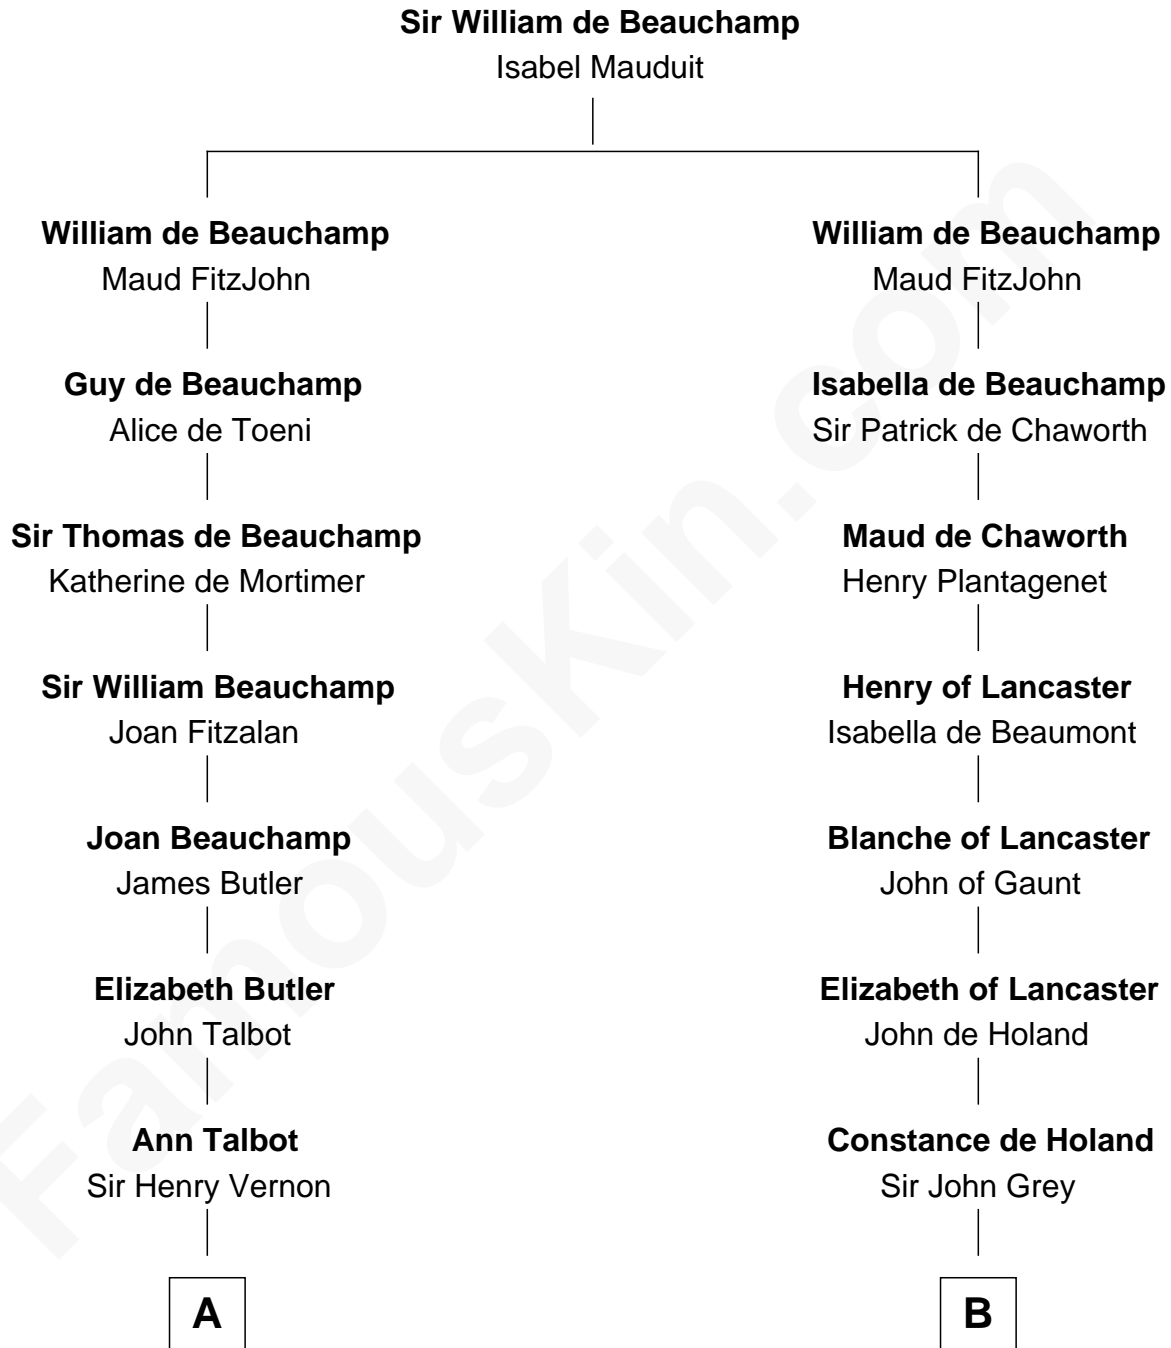 Sir William de Beauchamp
Isabel Mauduit
William de Beauchamp
Maud FitzJohn
William de Beauchamp
Maud FitzJohn
Guy de Beauchamp
Alice de Toeni
Isabella de Beauchamp
Sir Patrick de Chaworth
Sir Thomas de Beauchamp
Katherine de Mortimer
Maud de Chaworth
Henry Plantagenet
Sir William Beauchamp
Joan Fitzalan
Henry of Lancaster
Isabella de Beaumont
Joan Beauchamp
James Butler
Blanche of Lancaster
John of Gaunt
Elizabeth Butler
John Talbot
Elizabeth of Lancaster
John de Holand
Ann Talbot
Sir Henry Vernon
Constance de Holand
Sir John Grey
A
B
FamousKin.com